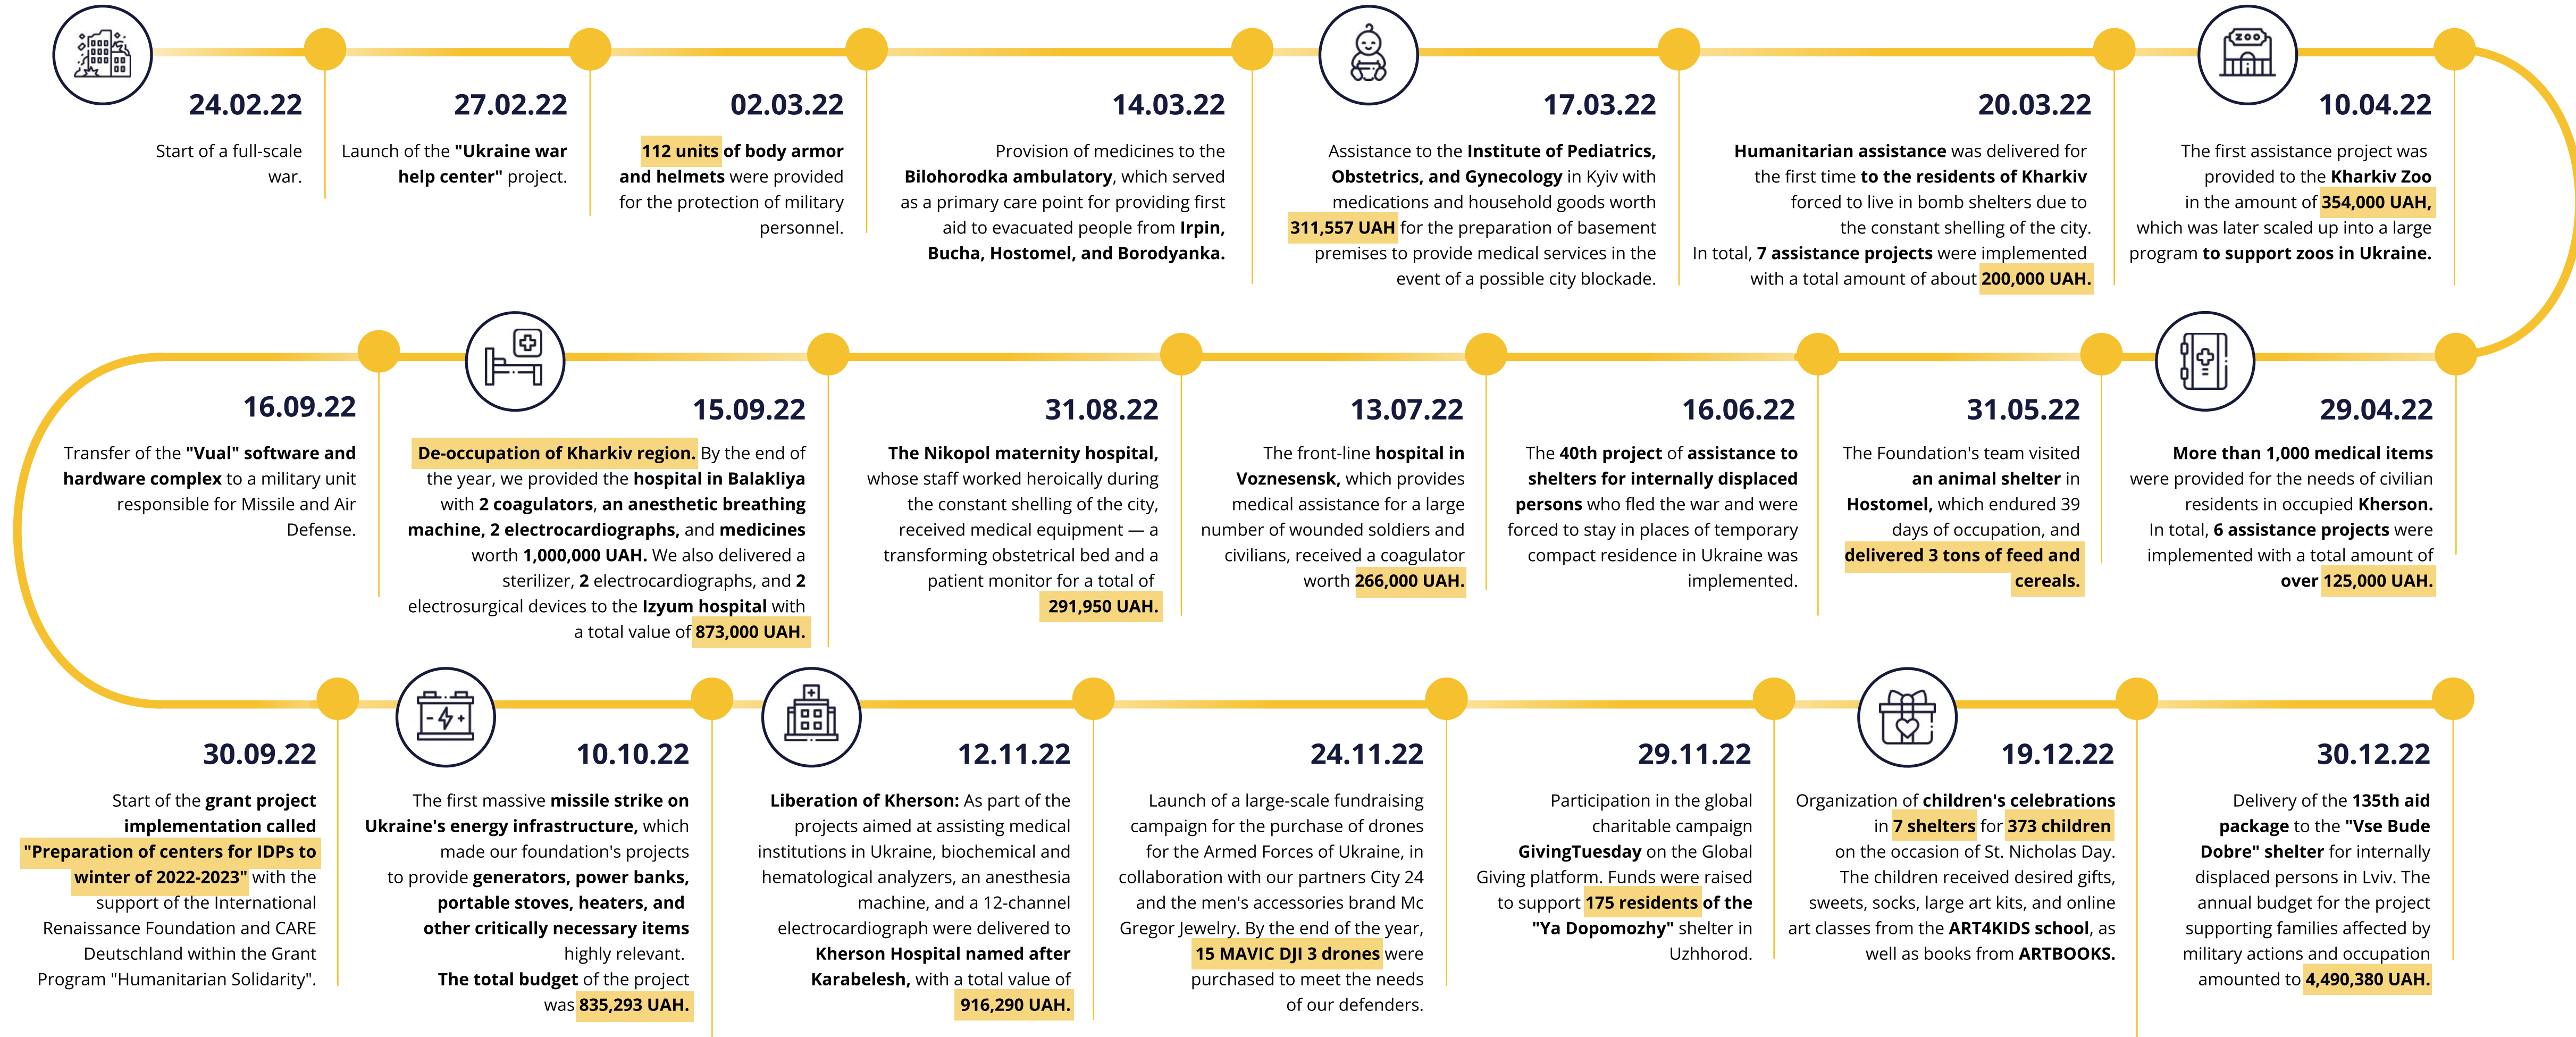 ZOO
24.02.22
Start of a full-scale
war.
27.02.22
Launch of the "Ukraine war
help center" project.
02.03.22
112 units of body armor
and helmets were provided
for the protection of military
personnel.
14.03.22
Provision of medicines to the
Bilohorodka ambulatory, which served
as a primary care point for providing first
aid to evacuated people from Irpin,
Bucha, Hostomel, and Borodyanka.
17.03.22
Assistance to the Institute of Pediatrics,
Obstetrics, and Gynecology in Kyiv with
medications and household goods worth
311,557 UAH for the preparation of basement
premises to provide medical services in the
event of a possible city blockade.
20.03.22
Humanitarian assistance was delivered for
the first time to the residents of Kharkiv
forced to live in bomb shelters due to
the constant shelling of the city.
In total, 7 assistance projects were implemented
with a total amount of about 200,000 UAH.
10.04.22
The first assistance project was
provided to the Kharkiv Zoo
in the amount of 354,000 UAH,
which was later scaled up into a large
program to support zoos in Ukraine.
29.04.22
More than 1,000 medical items
were provided for the needs of civilian
residents in occupied Kherson.
In total, 6 assistance projects were
implemented with a total amount of
over 125,000 UAH.
31.05.22
The Foundation's team visited
an animal shelter in
Hostomel, which endured 39
days of occupation, and
delivered 3 tons of feed and
cereals.
16.06.22
The 40th project of assistance to
shelters for internally displaced
persons who fled the war and were
forced to stay in places of temporary
compact residence in Ukraine was
implemented.
13.07.22
The front-line hospital in
Voznesensk, which provides
medical assistance for a large
number of wounded soldiers and
civilians, received a coagulator
worth 266,000 UAH.
31.08.22
The Nikopol maternity hospital,
whose staff worked heroically during
the constant shelling of the city,
received medical equipment — a
transforming obstetrical bed and a
patient monitor for a total of
291,950 UAH.
15.09.22
De-occupation of Kharkiv region. By the end of
the year, we provided the hospital in Balakliya
with 2 coagulators, an anesthetic breathing
machine, 2 electrocardiographs, and medicines
worth 1,000,000 UAH. We also delivered a
sterilizer, 2 electrocardiographs, and 2
electrosurgical devices to the Izyum hospital with
a total value of 873,000 UAH.
16.09.22
Transfer of the "Vual" software and
hardware complex to a military unit
responsible for Missile and Air
Defense.
30.09.22
Start of the grant project
implementation called
"Preparation of centers for IDPs to
winter of 2022-2023" with the
support of the International
Renaissance Foundation and CARE
Deutschland within the Grant
Program "Humanitarian Solidarity".
10.10.22
The first massive missile strike on
Ukraine's energy infrastructure, which
made our foundation's projects
to provide generators, power banks,
portable stoves, heaters, and
other critically necessary items
highly relevant.
The total budget of the project
was 835,293 UAH.
12.11.22
Liberation of Kherson: As part of the
projects aimed at assisting medical
institutions in Ukraine, biochemical and
hematological analyzers, an anesthesia
machine, and a 12-channel
electrocardiograph were delivered to
Kherson Hospital named after
Karabelesh, with a total value of
916,290 UAH.
24.11.22
Launch of a large-scale fundraising
campaign for the purchase of drones
for the Armed Forces of Ukraine, in
collaboration with our partners City 24
and the men's accessories brand Mc
Gregor Jewelry. By the end of the year,
15 MAVIC DJI 3 drones were
purchased to meet the needs
of our defenders.
29.11.22
Participation in the global
charitable campaign
GivingTuesday on the Global
Giving platform. Funds were raised
to support 175 residents of the
"Ya Dopomozhy" shelter in
Uzhhorod.
19.12.22
Organization of children's celebrations
in 7 shelters for 373 children
on the occasion of St. Nicholas Day.
The children received desired gifts,
sweets, socks, large art kits, and online
art classes from the ART4KIDS school, as
well as books from ARTBOOKS.
30.12.22
Delivery of the 135th aid
package to the "Vse Bude
Dobre" shelter for internally
displaced persons in Lviv. The
annual budget for the project
supporting families affected by
military actions and occupation
amounted to 4,490,380 UAH.